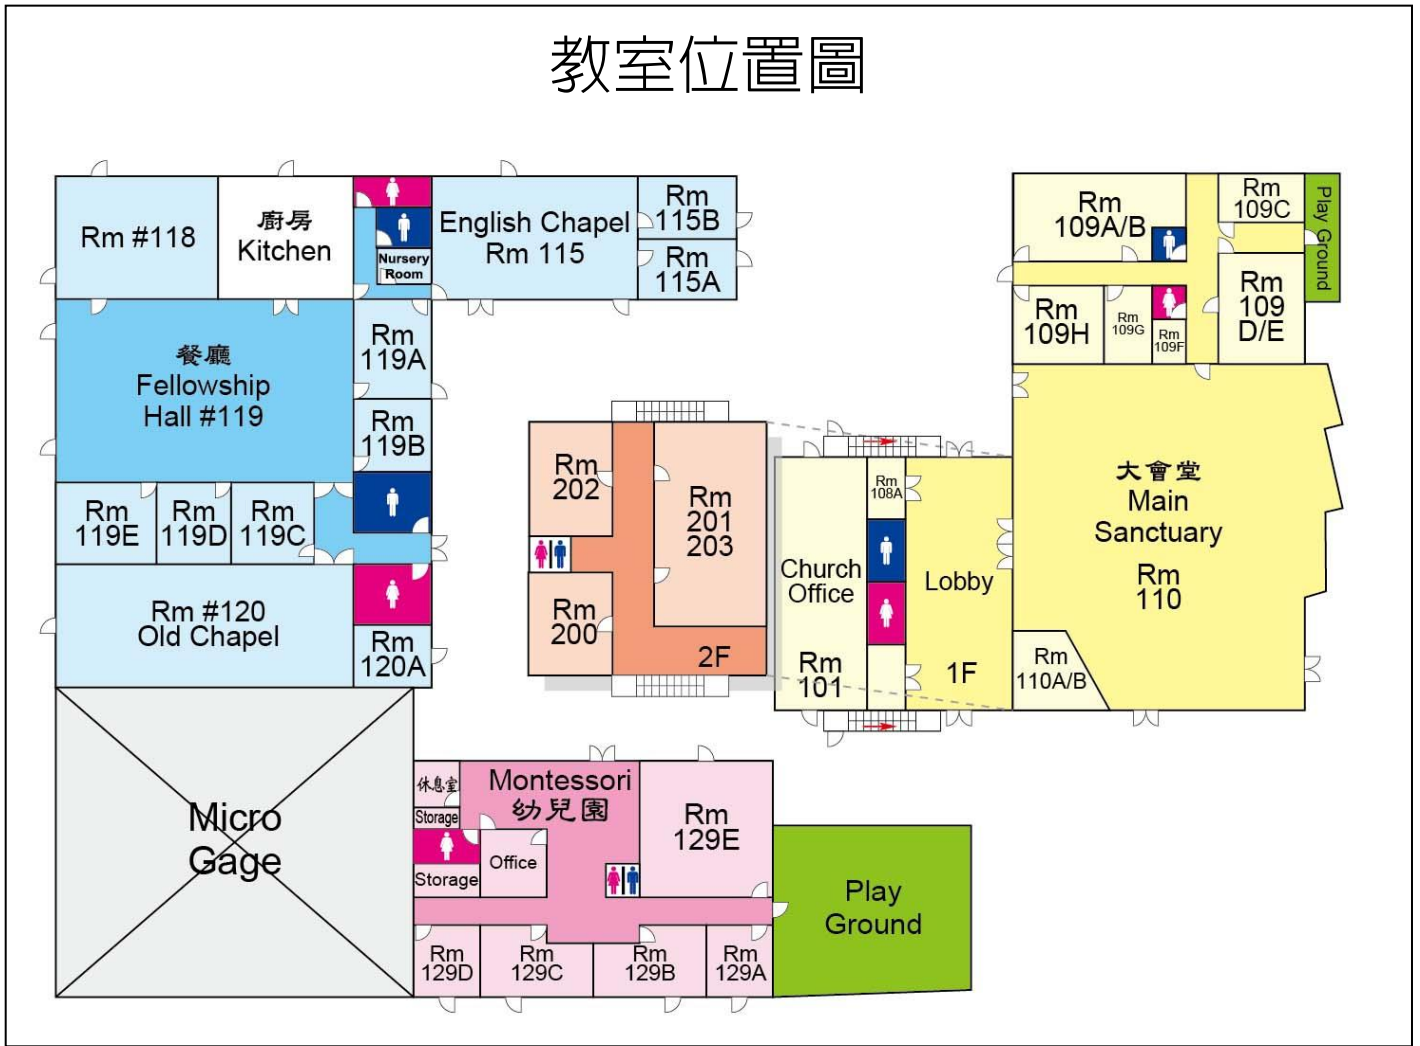 教室位置圖
Rm #118
廚房
Kitchen
Nursery
Room
English Chapel
Rm 115
Rm
115B
Rm
115A
餐廳
Fellowship
Hall #119
Rm
119A
Rm
119B
Rm
119E
Rm
119D
Rm
119C
Rm #120
Old Chapel
Rm
120A
Micro
Gage
Rm
202
Rm
201
203
Rm
200
2F
Church
Office
Rm
101
Rm
108A
Lobby
1F
Rm
109A/B
Rm
109C
Play Ground
Rm
109H
Rm
109G
Rm
109F
Rm
109
D/E
大會堂
Main
Sanctuary
Rm
110
Rm
110A/B
休息室
Storage
Storage
Office
Montessori
幼兒園
Rm
129E
Rm
129D
Rm
129C
Rm
129B
Rm
129A
Play
Ground